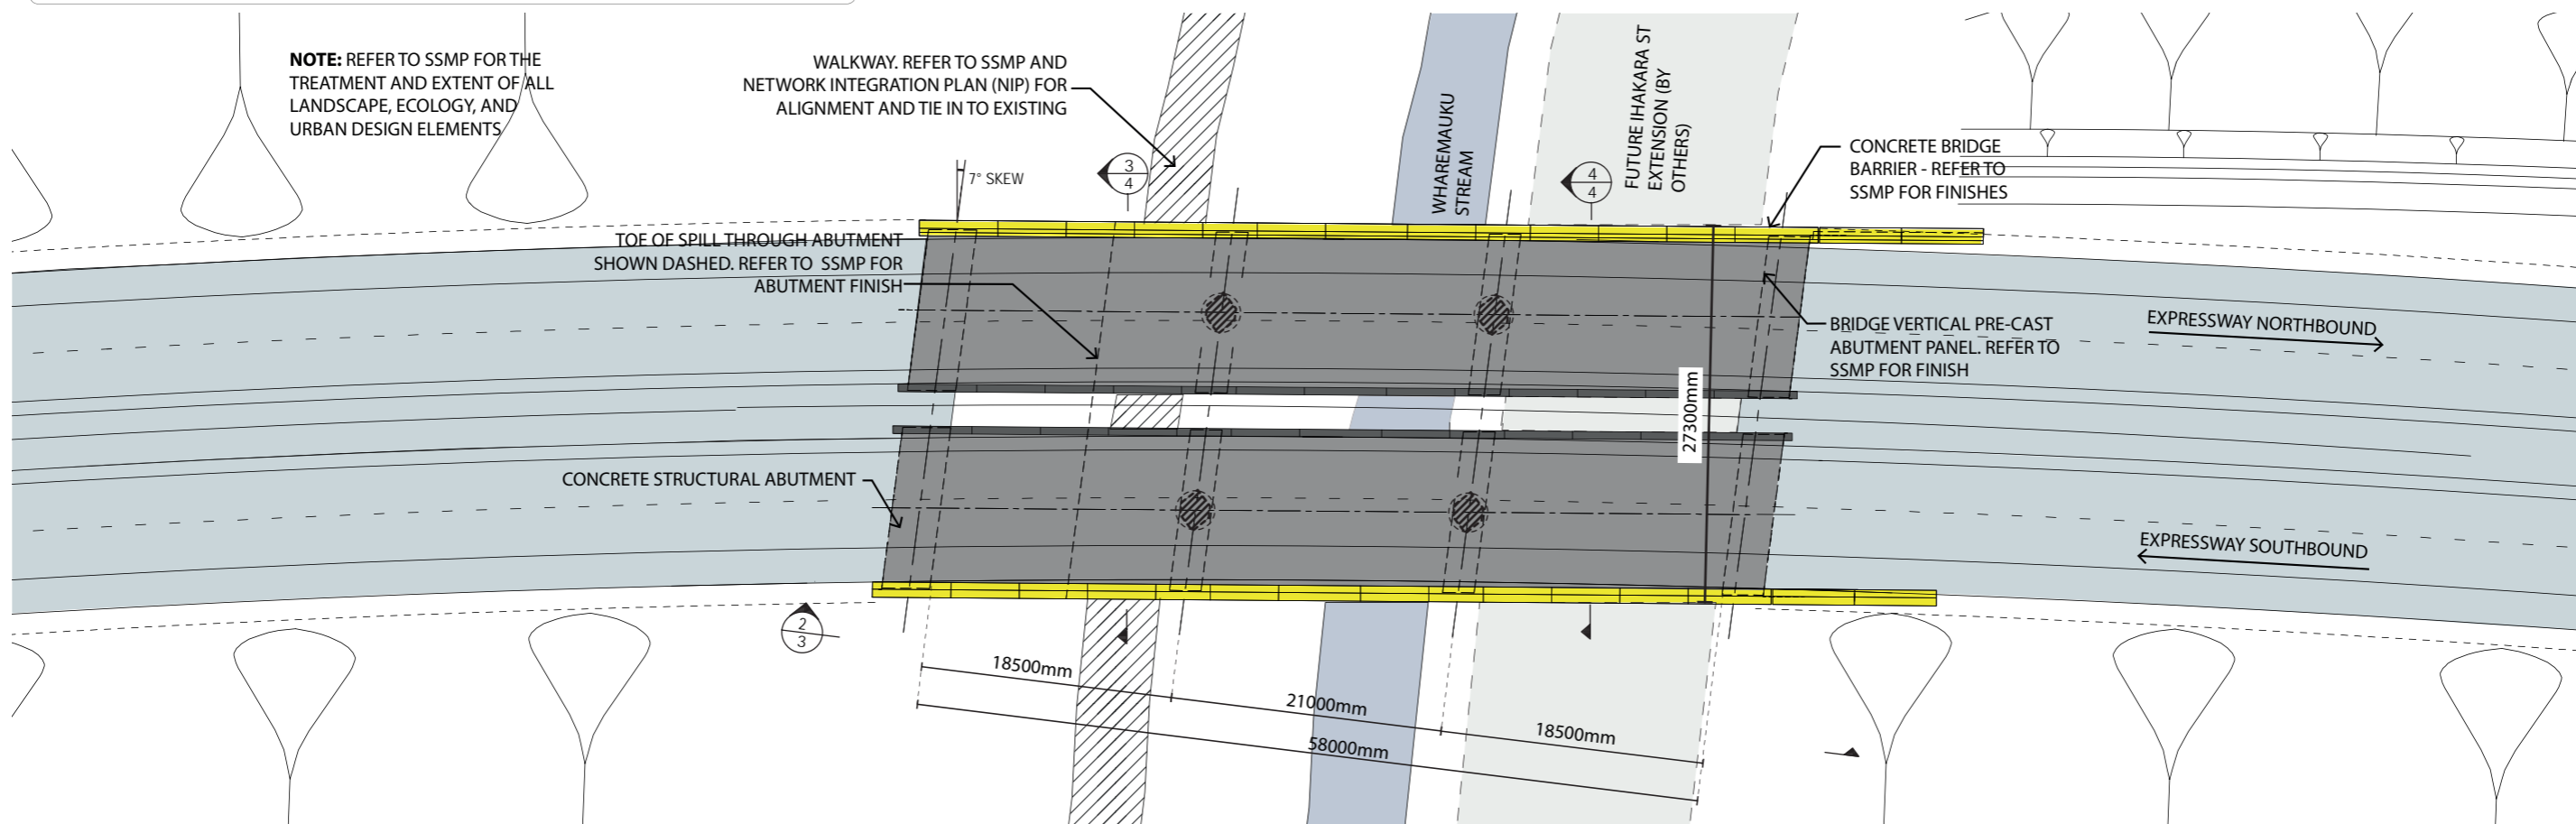 NOTE: REFER TO SSMP FOR THE
TREATMENT AND EXTENT OF ALL
LANDSCAPE, ECOLOGY, AND
URBAN DESIGN ELEMENTS
WALKWAY. REFER TO SSMP AND
NETWORK INTEGRATION PLAN (NIP) FOR
ALIGNMENT AND TIE IN TO EXISTING
WHAREMAUKU
STREAM
FUTURE IHAKARA ST
EXTENSION (BY
OTHERS)
CONCRETE BRIDGE
BARRIER - REFER TO
SSMP FOR FINISHES
7° SKEW
3
4
4
4
TOE OF SPILL THROUGH ABUTMENT
SHOWN DASHED. REFER TO SSMP FOR
ABUTMENT FINISH
BRIDGE VERTICAL PRE-CAST
ABUTMENT PANEL. REFER TO
SSMP FOR FINISH
EXPRESSWAY NORTHBOUND
27300mm
CONCRETE STRUCTURAL ABUTMENT
EXPRESSWAY SOUTHBOUND
2
3
18500mm
21000mm
18500mm
58000mm